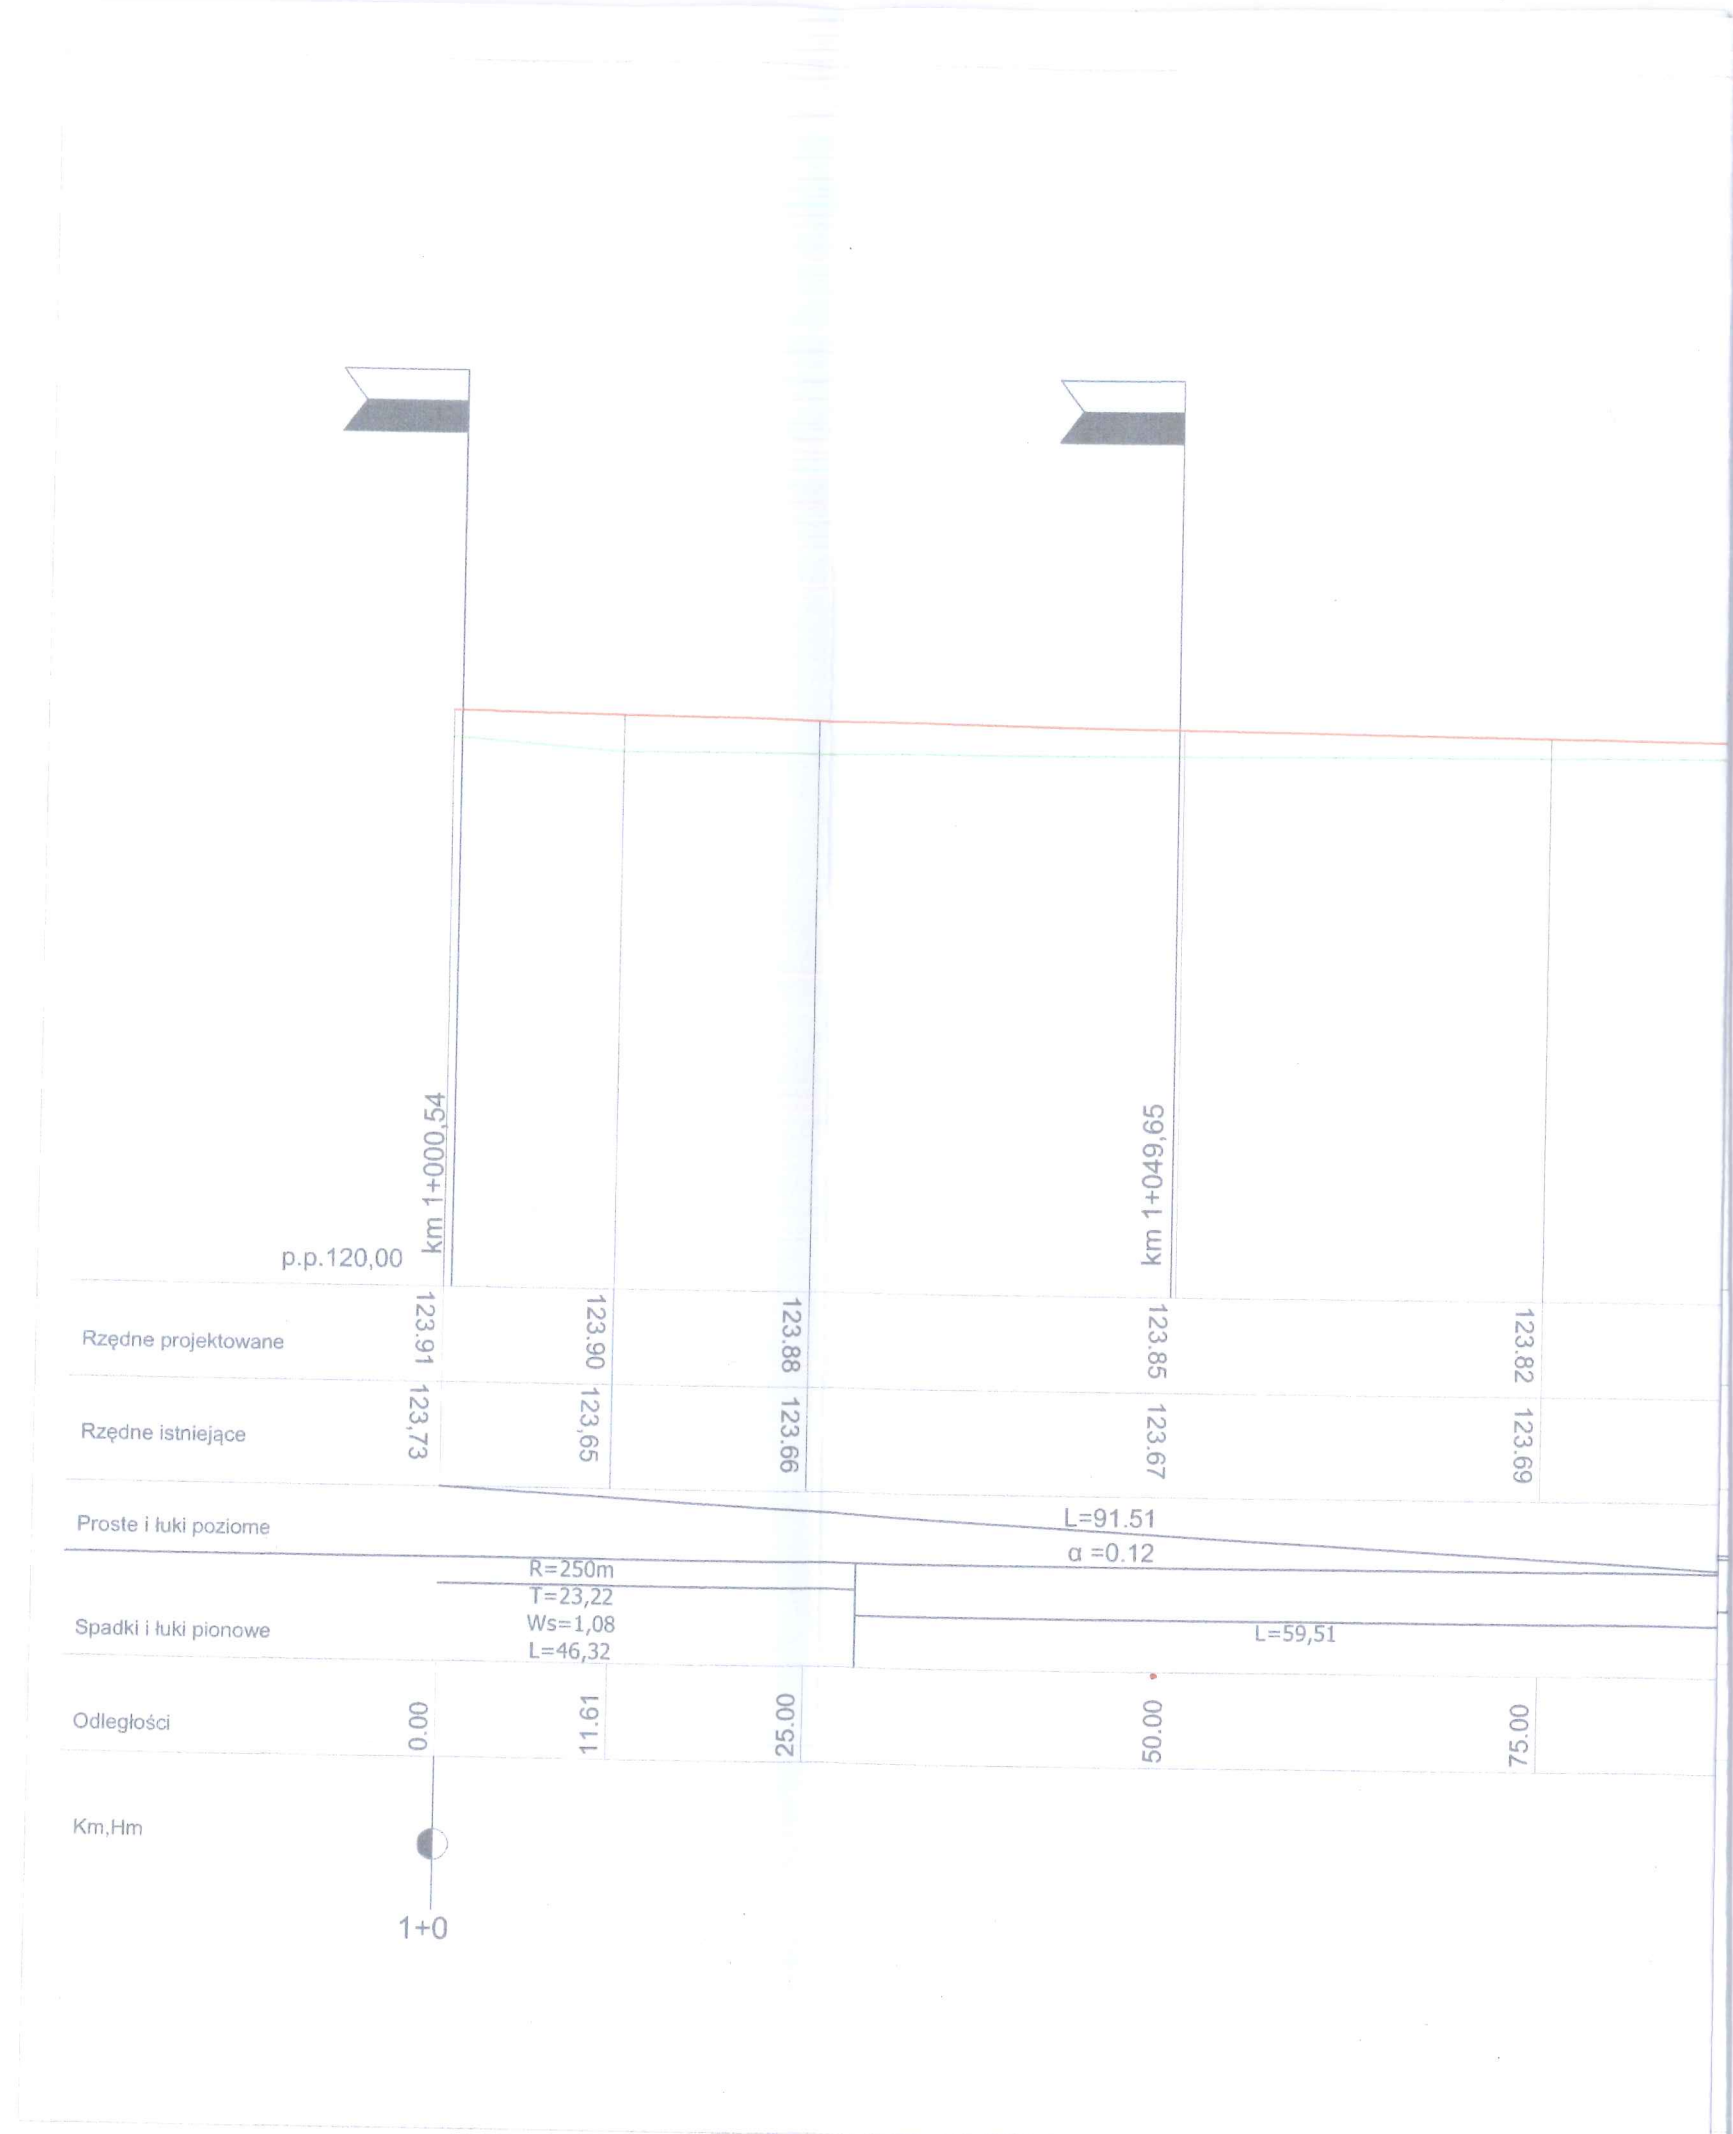 km 1+000,54
km 1+049,65
p.p.120,00
Rzędne projektowane
123.91
123.90
123.88
123.85
123.82
Rzędne istniejące
123,73
123,65
123.66
123.67
123.69
Proste i łuki poziome
L=91.51
α =0.12
Spadki i łuki pionowe
R=250m
T=23,22
Ws=1,08
L=46,32
L=59,51
Odległości
0.00
11.61
25.00
50.00
75.00
Km,Hm
1+0